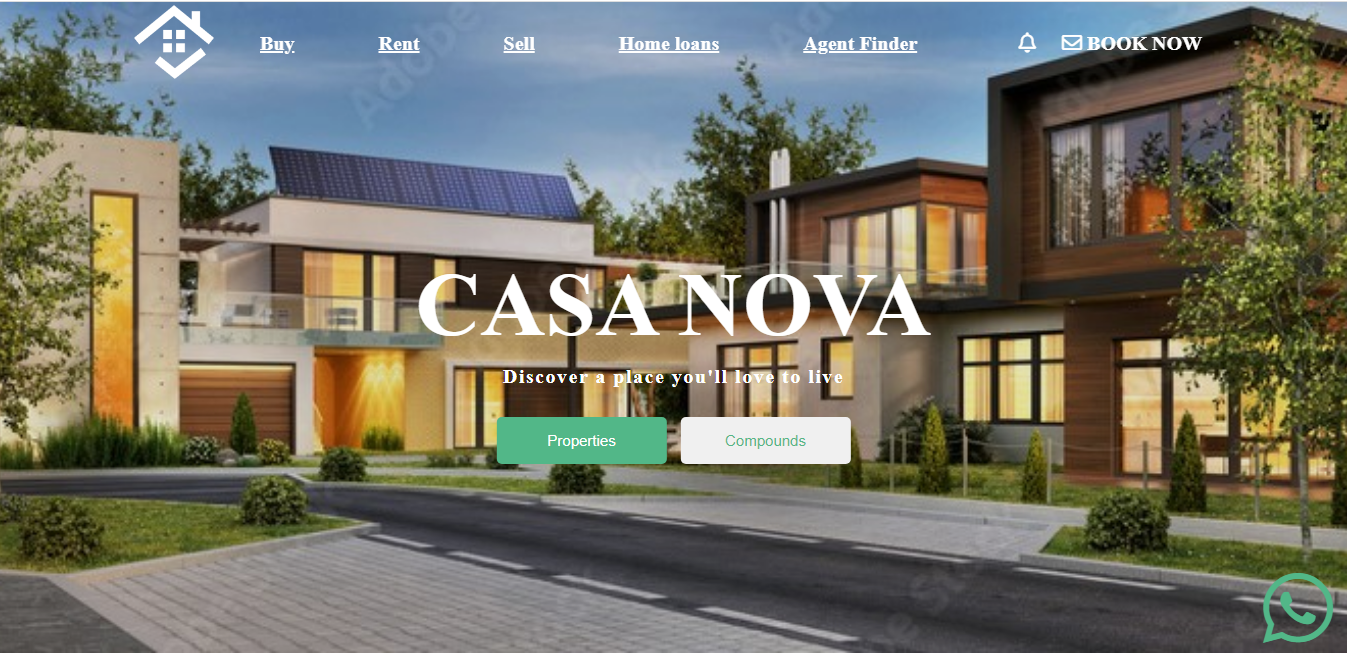 Buy Rent Sell Home loans Agent Finder BOOK NOW
CASA NOVA
Discover a place you'll love to live
Properties Compounds